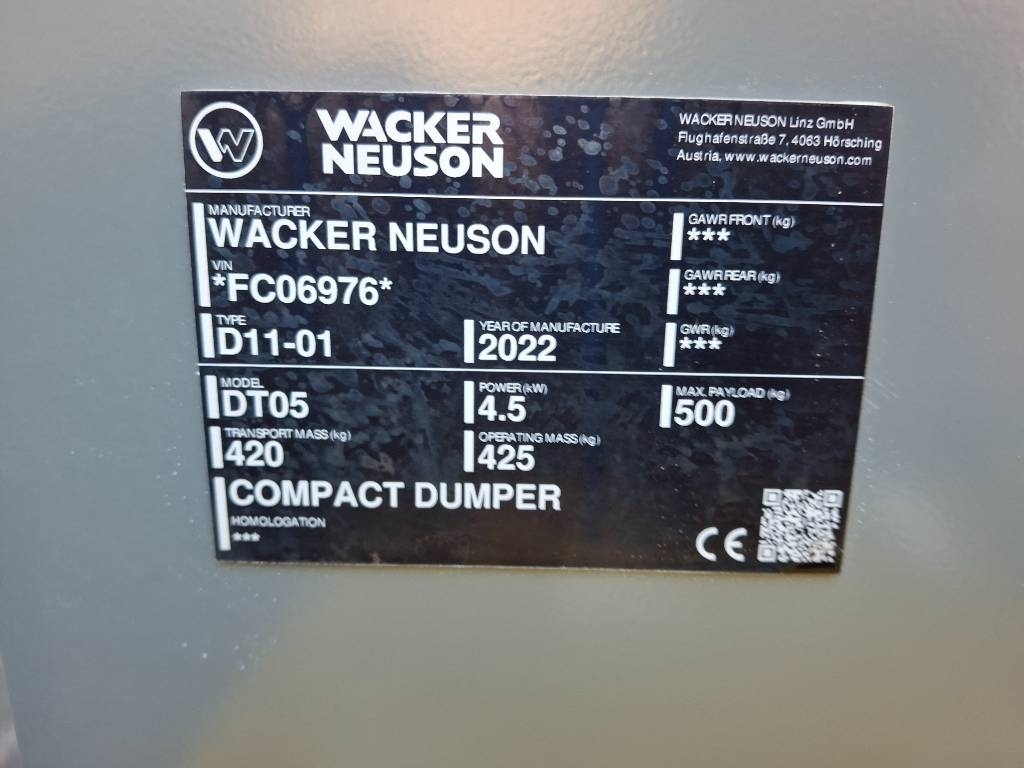 W
WACKER
NEUSON
WACKER NEUSON Linz GmbH
Flughafenstraße 7, 4063 Hörsching
Austria, www.wackerneuson.com
MANUFACTURER
WACKER NEUSON
VIN
*FC06976*
TYPE
D11-01
YEAR OF MANUFACTURE
2022
GAWR FRONT (kg)
***
GAWR REAR (kg)
***
GWR (kg)
***
MODEL
DT05
POWER (kW)
4.5
MAX. PAYLOAD (kg)
500
TRANSPORT MASS (kg)
420
OPERATING MASS (kg)
425
COMPACT DUMPER
HOMOLOGATION
***
CE